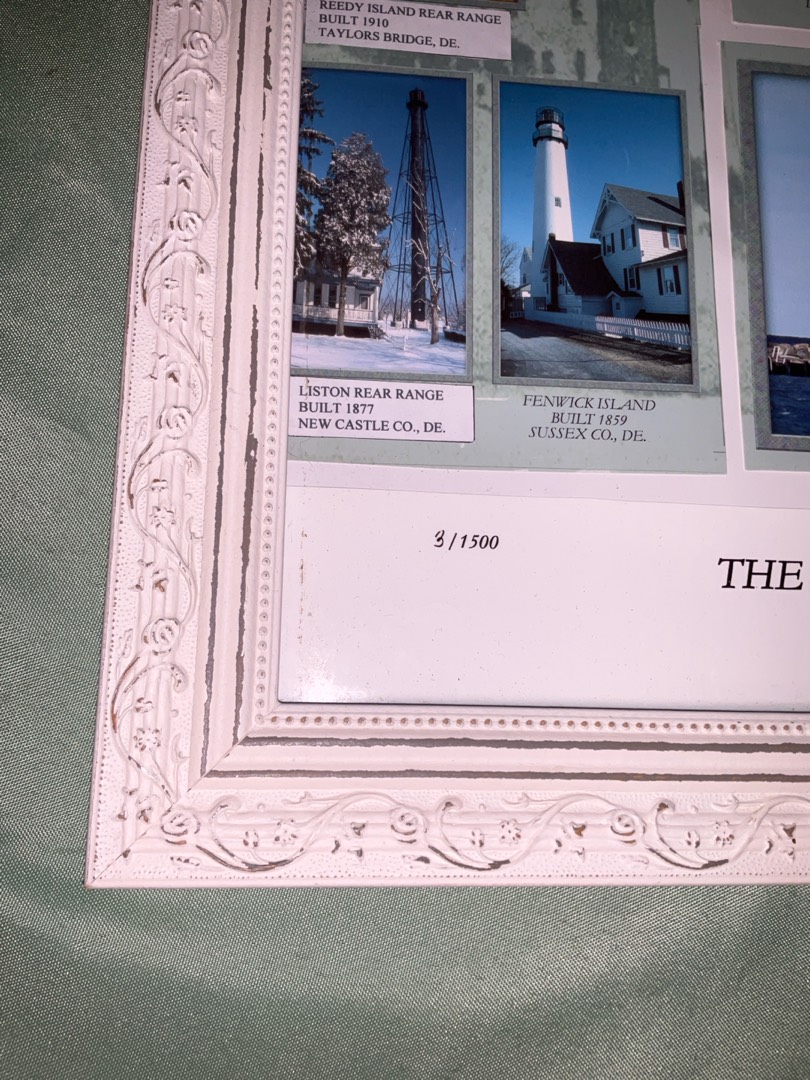 REEDY ISLAND REAR RANGE
BUILT 1910
TAYLORS BRIDGE, DE.
LISTON REAR RANGE
BUILT 1877
NEW CASTLE CO., DE.
FENWICK ISLAND
BUILT 1859
SUSSEX CO., DE.
3/1500
THE